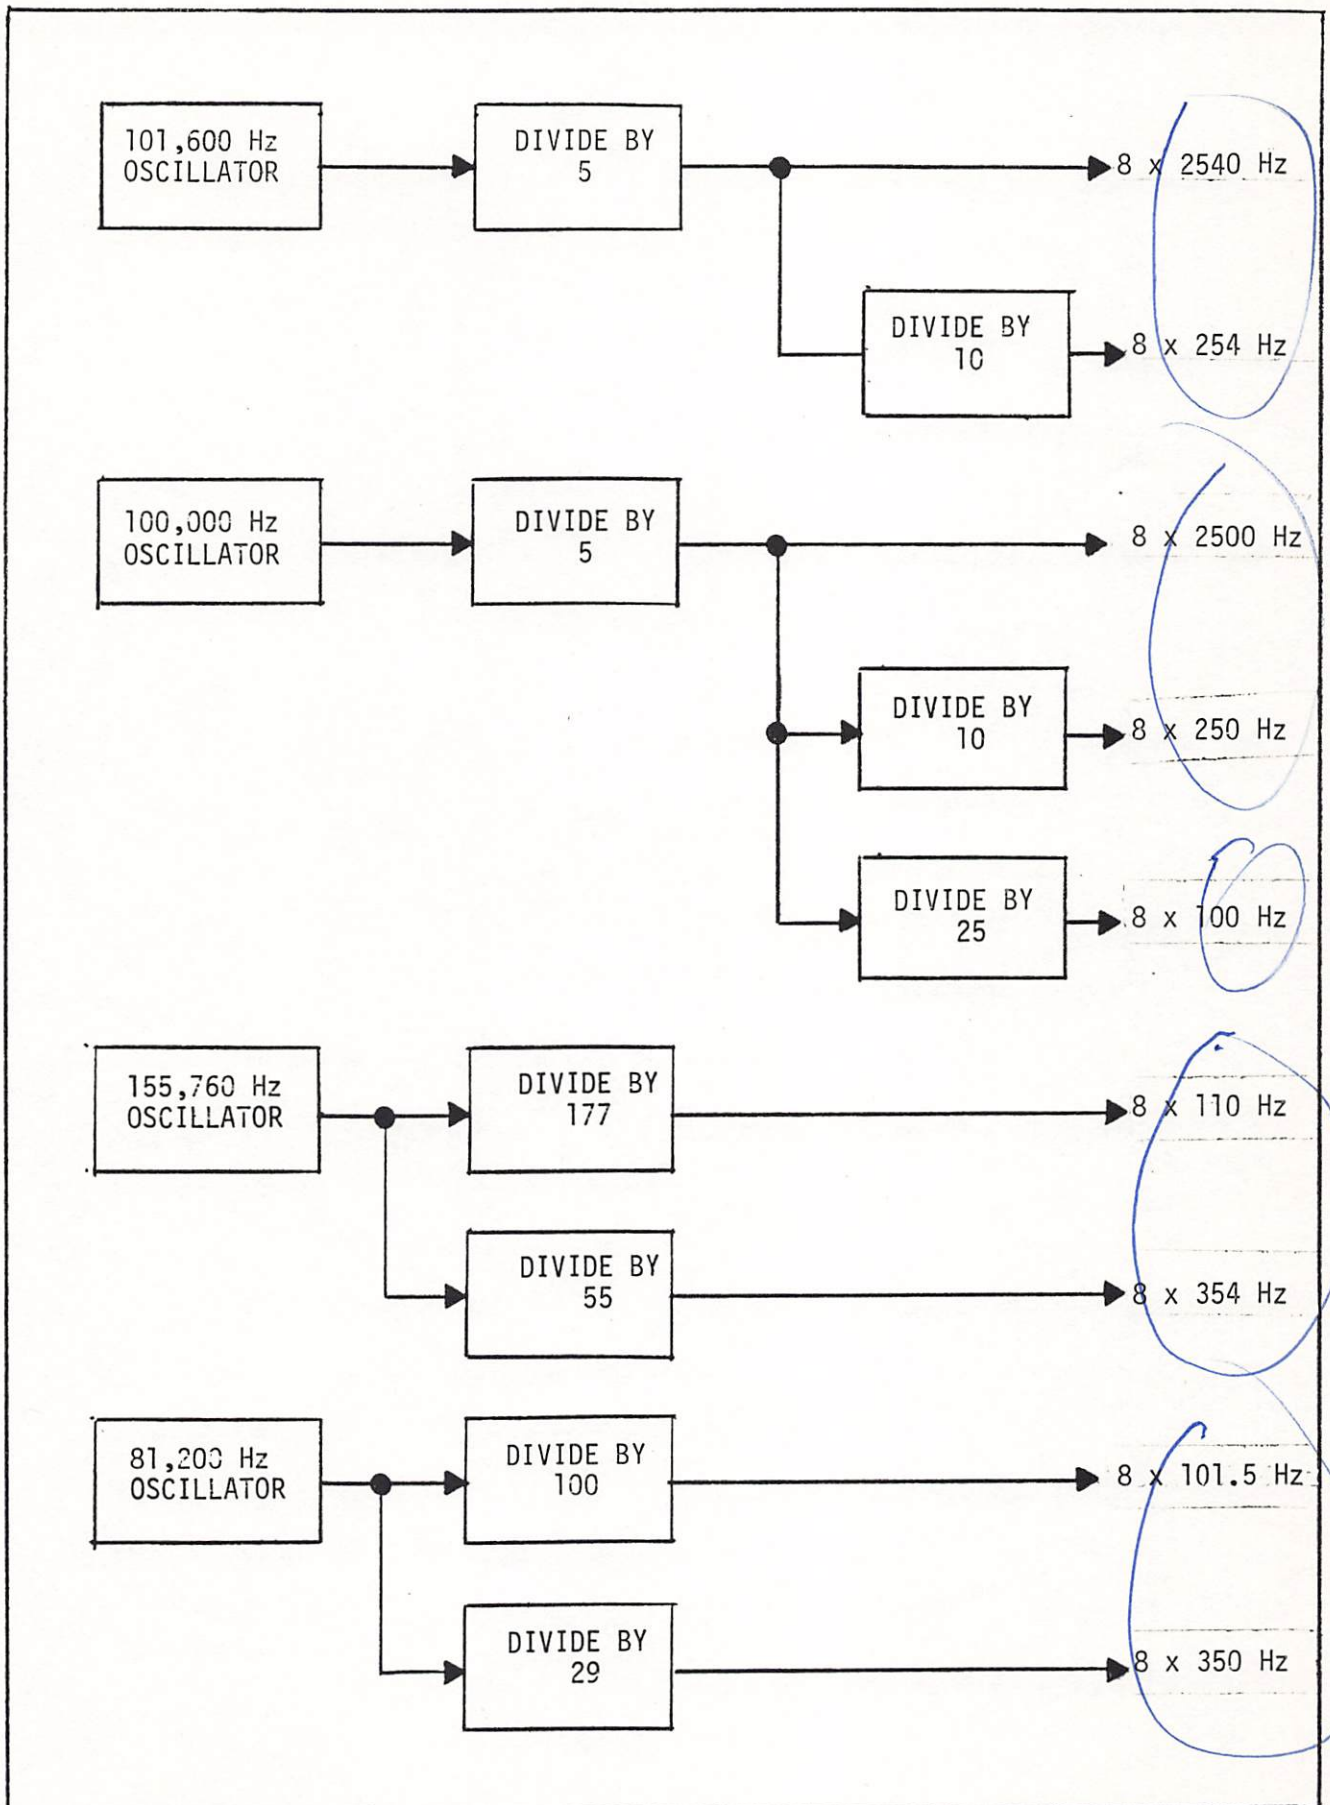 101,600 Hz
OSCILLATOR
DIVIDE BY
5
8 x 2540 Hz
DIVIDE BY
10
8 x 254 Hz
100,000 Hz
OSCILLATOR
DIVIDE BY
5
8 x 2500 Hz
DIVIDE BY
10
8 x 250 Hz
DIVIDE BY
25
8 x 100 Hz
155,760 Hz
OSCILLATOR
DIVIDE BY
177
8 x 110 Hz
DIVIDE BY
55
8 x 354 Hz
81,200 Hz
OSCILLATOR
DIVIDE BY
100
8 x 101.5 Hz
DIVIDE BY
29
8 x 350 Hz